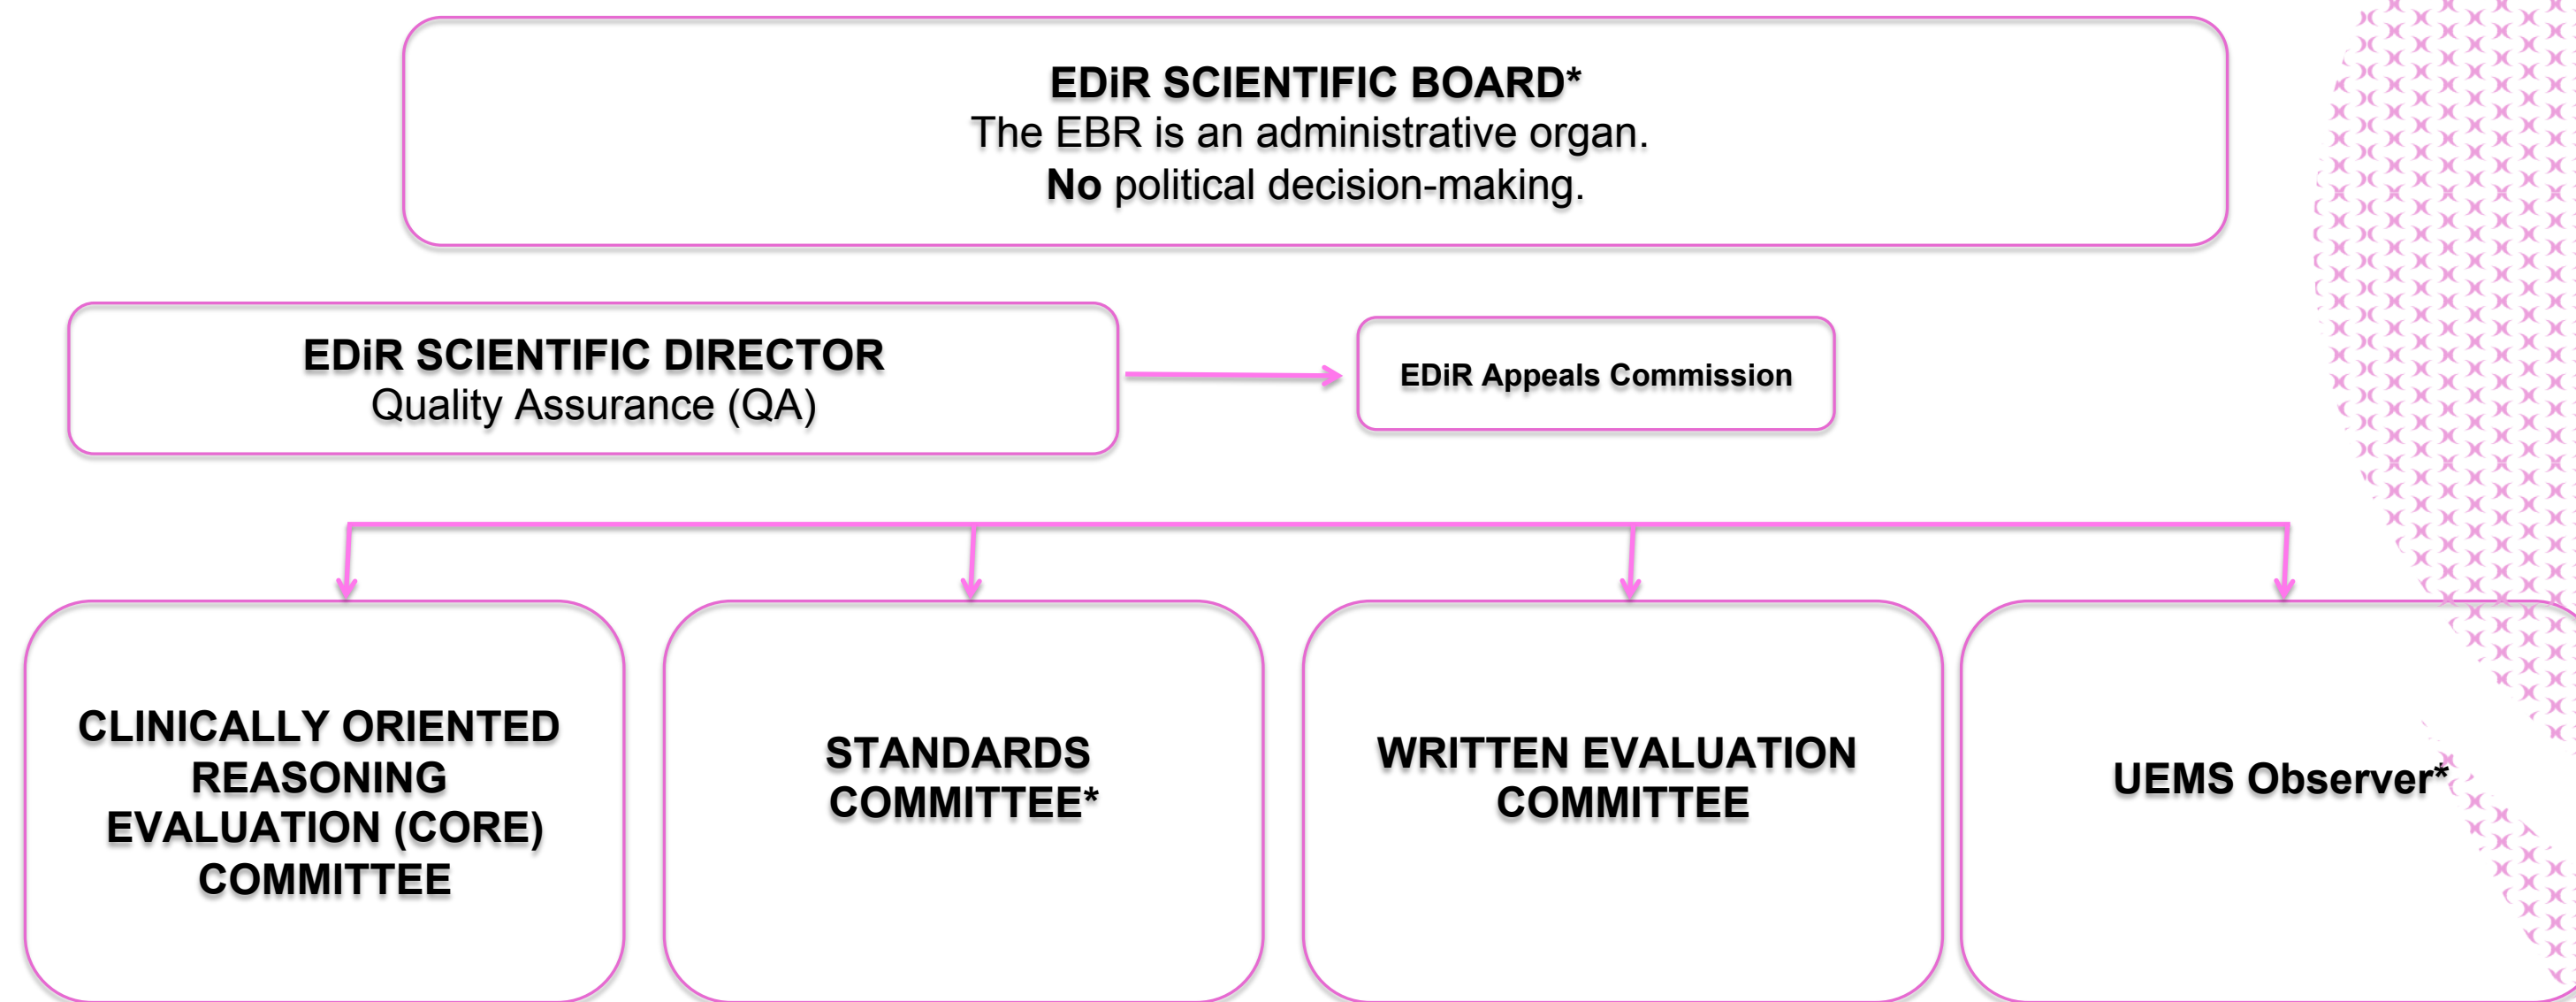 EDiR SCIENTIFIC BOARD*
The EBR is an administrative organ.
No political decision-making.
EDiR SCIENTIFIC DIRECTOR
Quality Assurance (QA)
EDiR Appeals Commission
CLINICALLY ORIENTED
REASONING
EVALUATION (CORE)
COMMITTEE
STANDARDS
COMMITTEE*
WRITTEN EVALUATION
COMMITTEE
UEMS Observer*